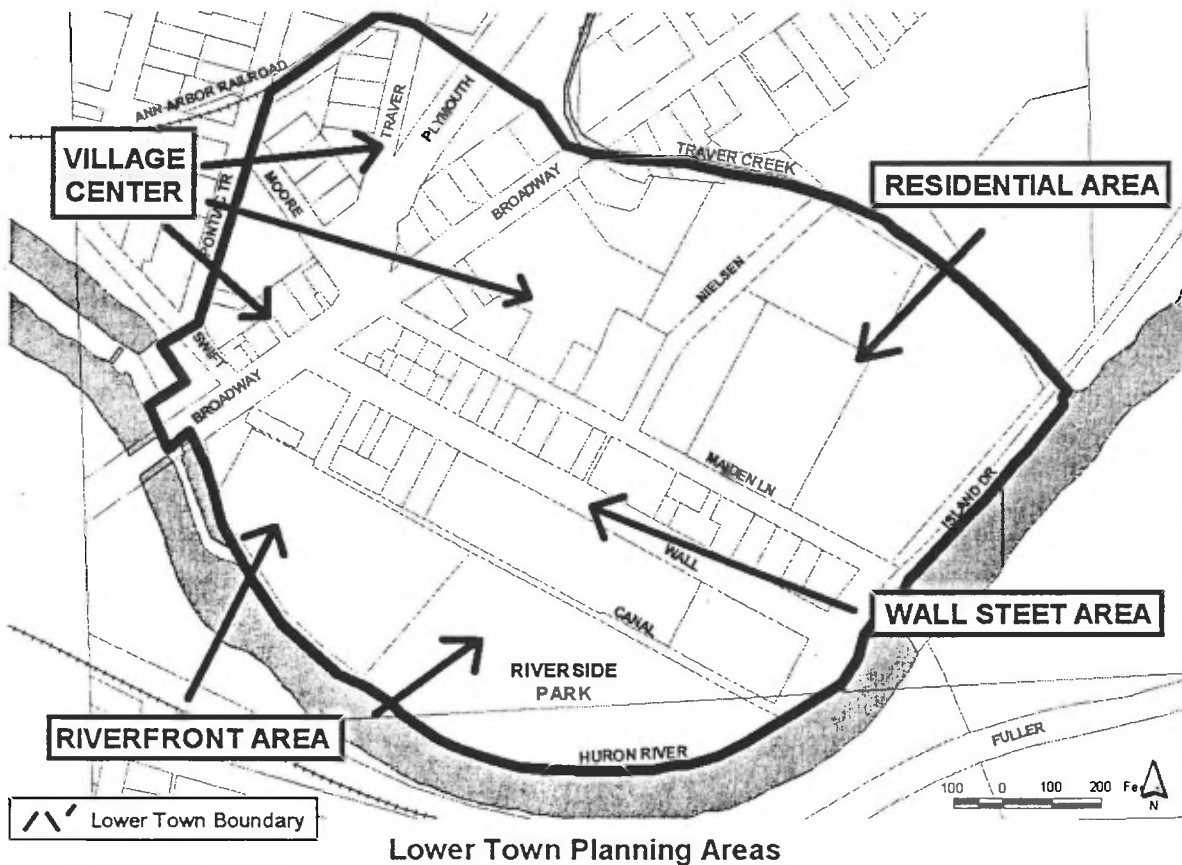 ANN ARBOR RAILROAD
TRAVER
PLYMOUTH
VILLAGE
CENTER
MOORE
PONTIAC TR
BROADWAY
TRAVER CREEK
RESIDENTIAL AREA
NIELSEN
SWIFT
BROADWAY
MAIDEN LN
ISLAND DR
WALL
CANAL
WALL STEET AREA
RIVERSIDE
PARK
RIVERFRONT AREA
HURON RIVER
FULLER
100 0 100 200 Fe
N
Lower Town Boundary
Lower Town Planning Areas